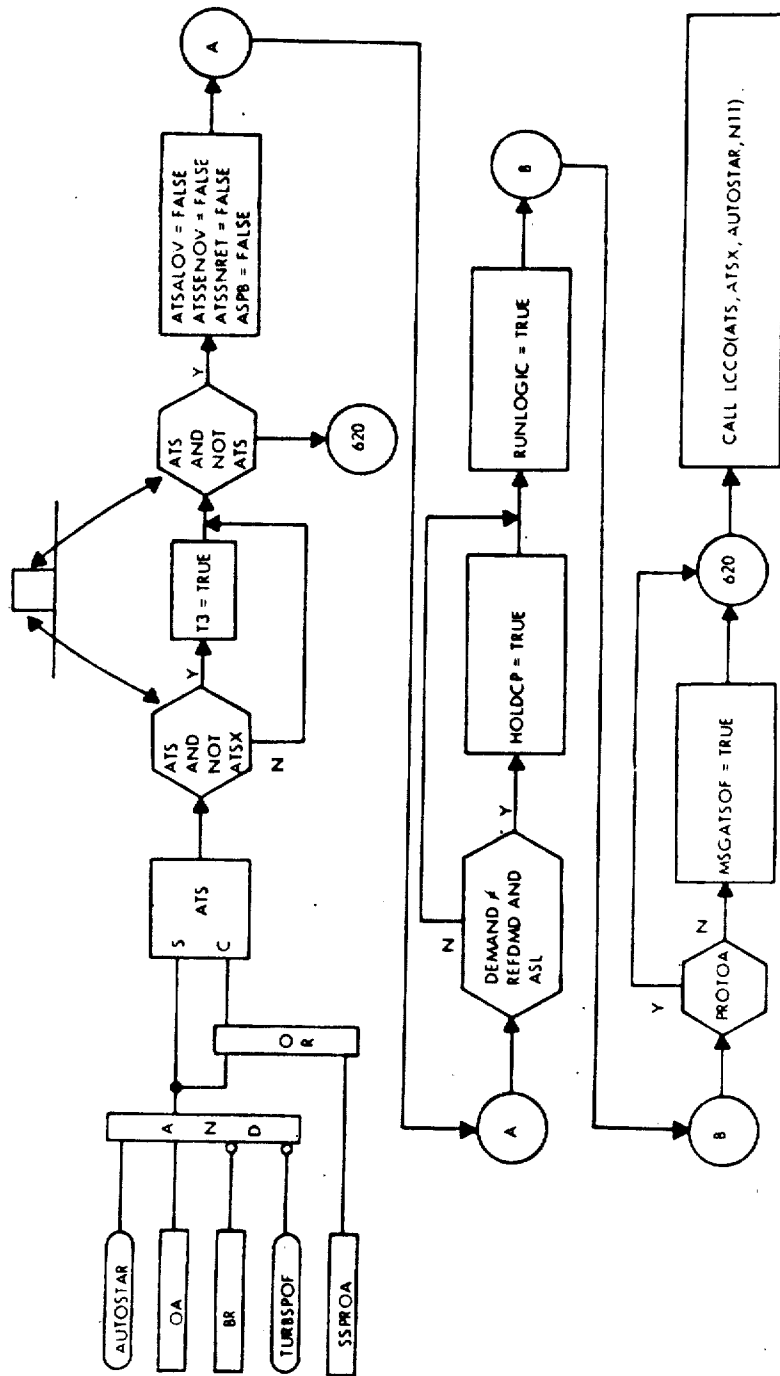 AUTOSTAR
OA
BR
TURBSPOF
SSPROA
A
N
D
O
R
S
C
ATS
ATS
AND
NOT
ATSX
Y
N
T3 = TRUE
ATS
AND
NOT
ATS
Y
620
ATSALOV = FALSE
ATSSENOV = FALSE
ATSSNRET = FALSE
ASPB = FALSE
A
A
DEMAND ≠
REFDMD AND
ASL
N
Y
HOLDCP = TRUE
RUNLOGIC = TRUE
B
B
PROTOA
Y
N
MSGATSOF = TRUE
620
CALL LCCO(ATS, ATSX, AUTOSTAR, N11)